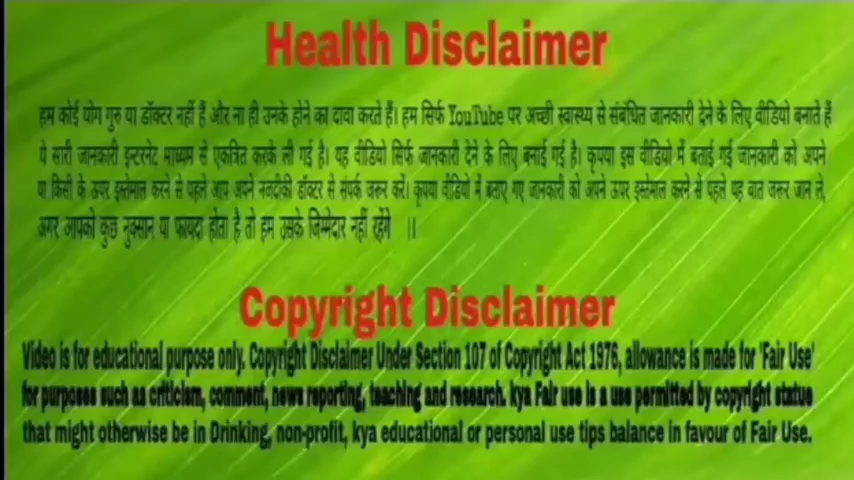 Health Disclaimer
हम कोई योग गुरु या डॉक्टर नहीं हैं और ना ही उनके होने का दावा करते हैं। हम सिर्फ YouTube पर अच्छी स्वास्थ्य से संबंधित जानकारी देने के लिए वीडियो बनाते हैं
ये सारी जानकारी इन्टरनेट माध्यम से एकत्रित करके ली गई है। यह वीडियो सिर्फ जानकारी देने के लिए बनाई गई है। कृपया इस वीडियो में बताई गई जानकारी को अपने
या किसी के ऊपर इस्तेमाल करने से पहले आप अपने नजदीकी डॉक्टर से संपर्क जरूर करें। कृपया वीडियो में बताए गए जानकारी को अपने ऊपर इस्तेमाल करने से पहले यह बात जरूर जान ले,
अगर आपको कुछ नुक्सान या फायदा होता है तो हम उसके जिम्मेदार नहीं रहेंगे ।।
Copyright Disclaimer
Video is for educational purpose only. Copyright Disclaimer Under Section 107 of Copyright Act 1976, allowance is made for 'Fair Use'
for purposes such as criticism, comment, news reporting, teaching and research. kya Fair use is a use permitted by copyright status
that might otherwise be in Drinking, non-profit, kya educational or personal use tips balance in favour of Fair Use.